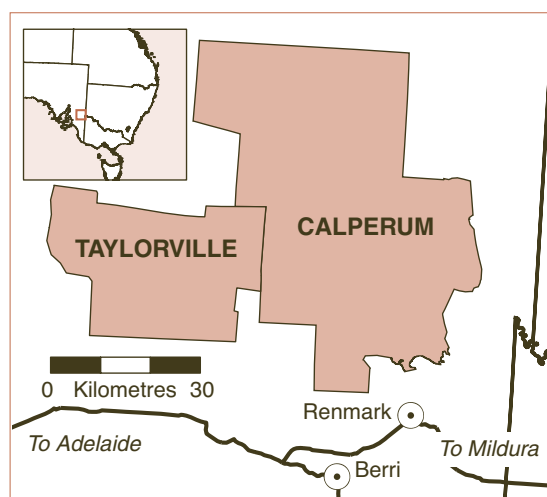 CALPERUM
TAYLORVILLE
0 Kilometres 30
Renmark
To Adelaide
To Mildura
Berri